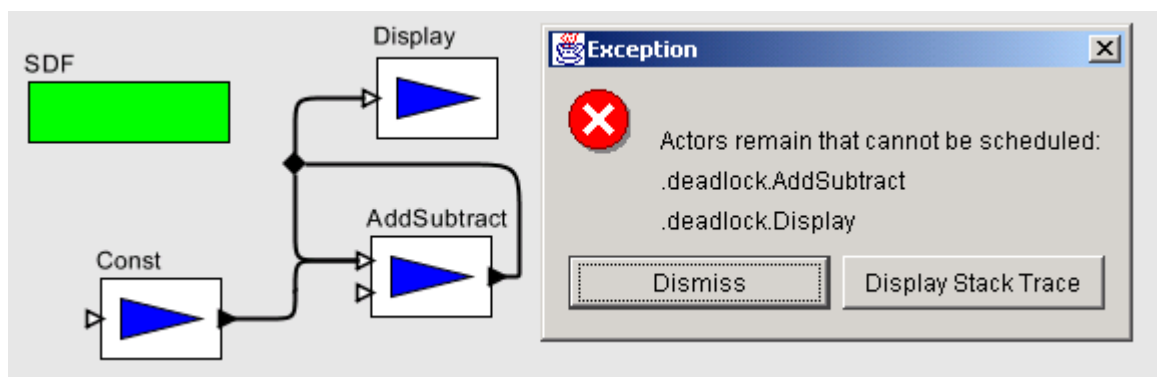 SDF
Display
AddSubtract
Const
Exception
Actors remain that cannot be scheduled:
.deadlock.AddSubtract
.deadlock.Display
Dismiss
Display Stack Trace